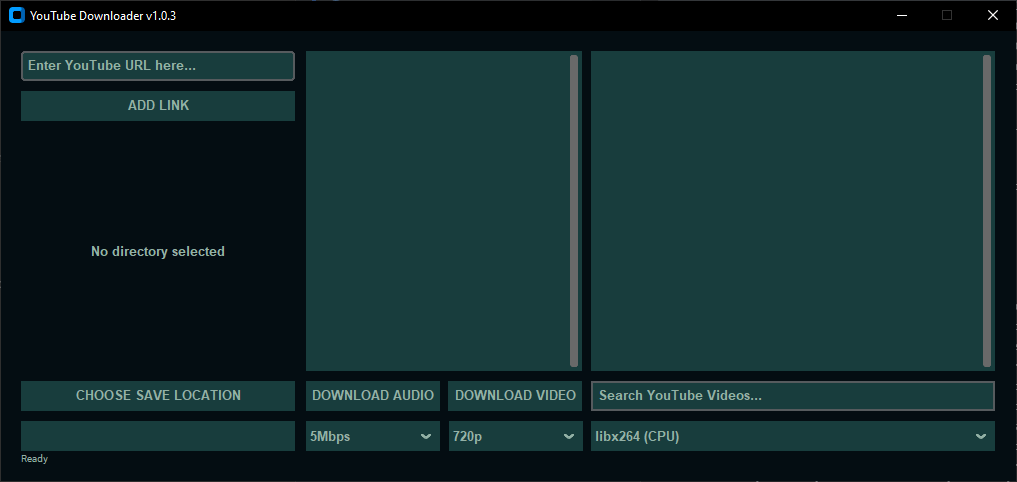 YouTube Downloader v1.0.3
Enter YouTube URL here...
ADD LINK
No directory selected
CHOOSE SAVE LOCATION
DOWNLOAD AUDIO
DOWNLOAD VIDEO
Search YouTube Videos...
5Mbps
720p
libx264 (CPU)
Ready